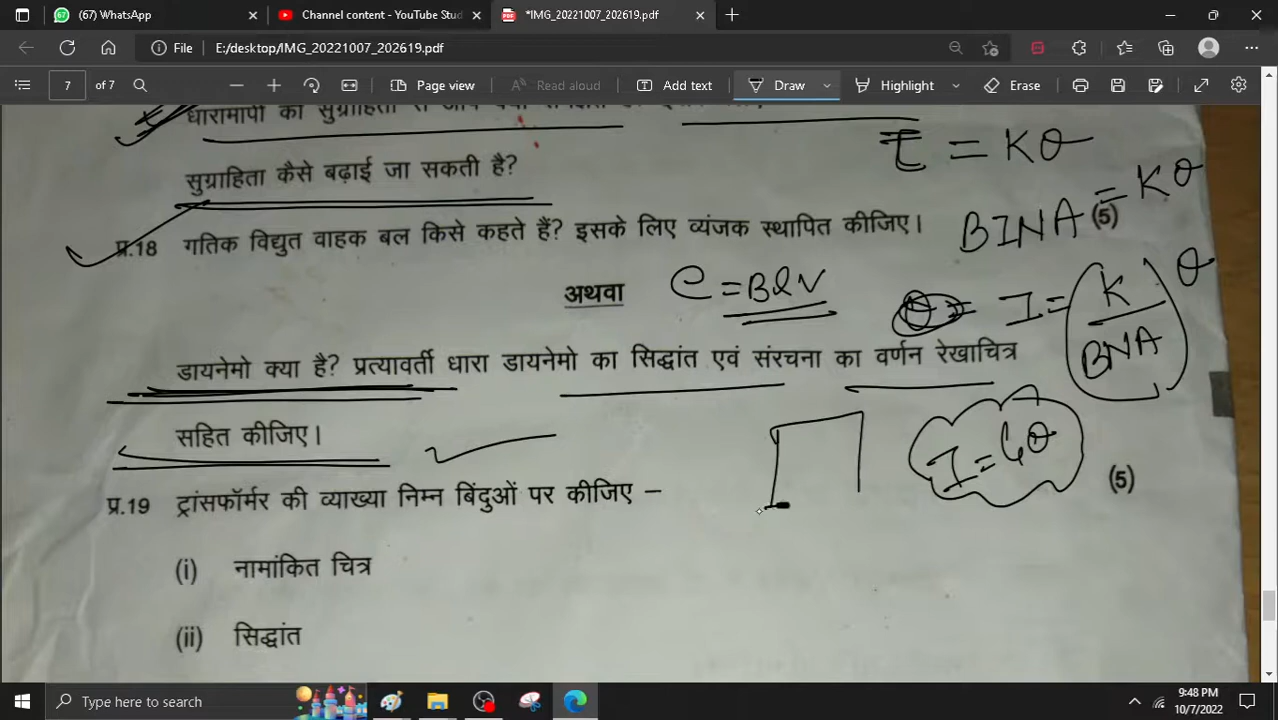 (67) WhatsApp
Channel content - YouTube Stud
*IMG_20221007_202619.pdf
File
E:/desktop/IMG_20221007_202619.pdf
7
of 7
Page view
Read aloud
Add text
Draw
Highlight
Erase
धारामापी की सुग्राहिता से आप क्या
τ = Kθ
सुग्राहिता कैसे बढ़ाई जा सकती है?
BINA = Kθ
प्र.18 गतिक विद्युत वाहक बल किसे कहते हैं? इसके लिए व्यंजक स्थापित कीजिए। (5)
अथवा
e = Blv
I = (K/BNA) θ
डायनेमो क्या है? प्रत्यावर्ती धारा डायनेमो का सिद्धांत एवं संरचना का वर्णन रेखाचित्र
सहित कीजिए।
I = Gθ
(5)
प्र.19 ट्रांसफॉर्मर की व्याख्या निम्न बिंदुओं पर कीजिए –
(i) नामांकित चित्र
(ii) सिद्धांत
Type here to search
9:48 PM
10/7/2022